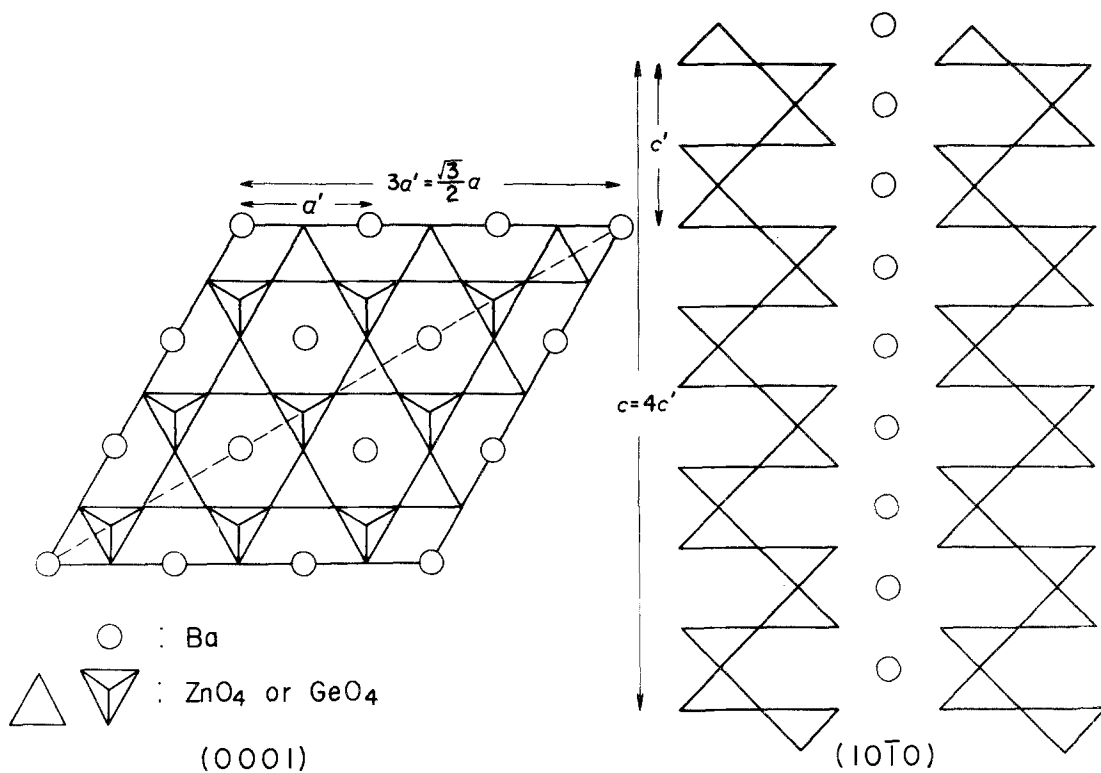 3a' = √3/2 a
a'
c'
c = 4c'
: Ba
: ZnO₄ or GeO₄
(0001)
(101̄0)